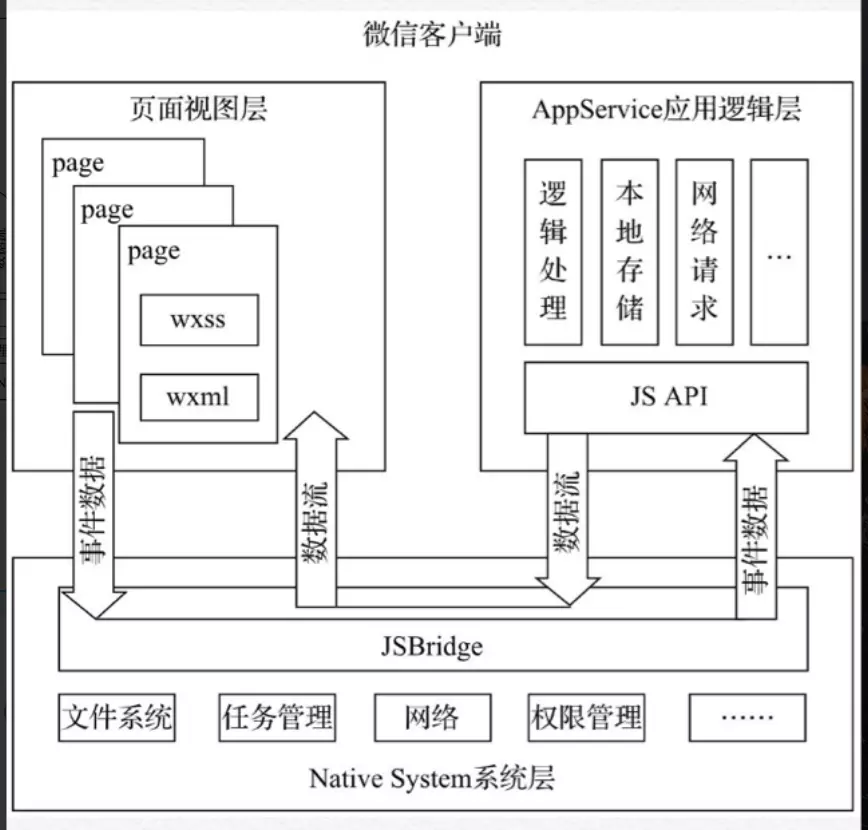 微信客户端
页面视图层
page
page
page
wxss
wxml
AppService应用逻辑层
逻辑处理
本地存储
网络请求
…
JS API
事件数据
数据流
数据流
事件数据
JSBridge
文件系统
任务管理
网络
权限管理
……
Native System系统层